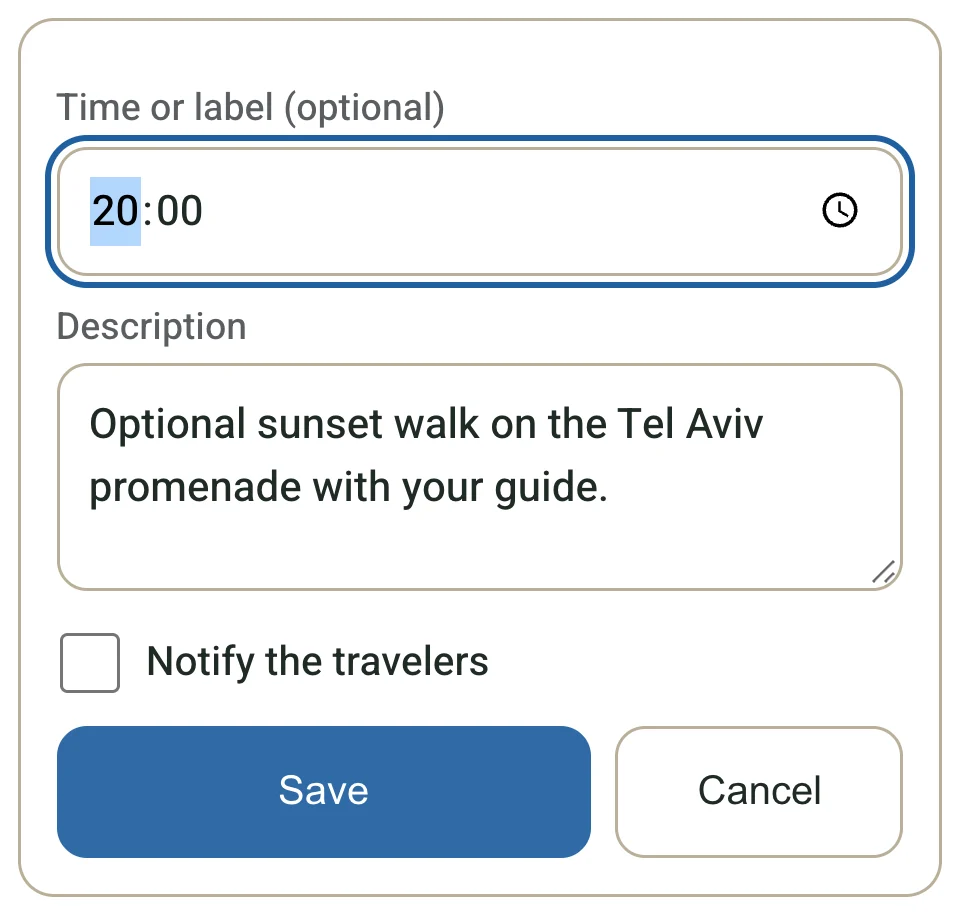 Time or label (optional)
20:00
Description
Optional sunset walk on the Tel Aviv
promenade with your guide.
Notify the travelers
Save
Cancel